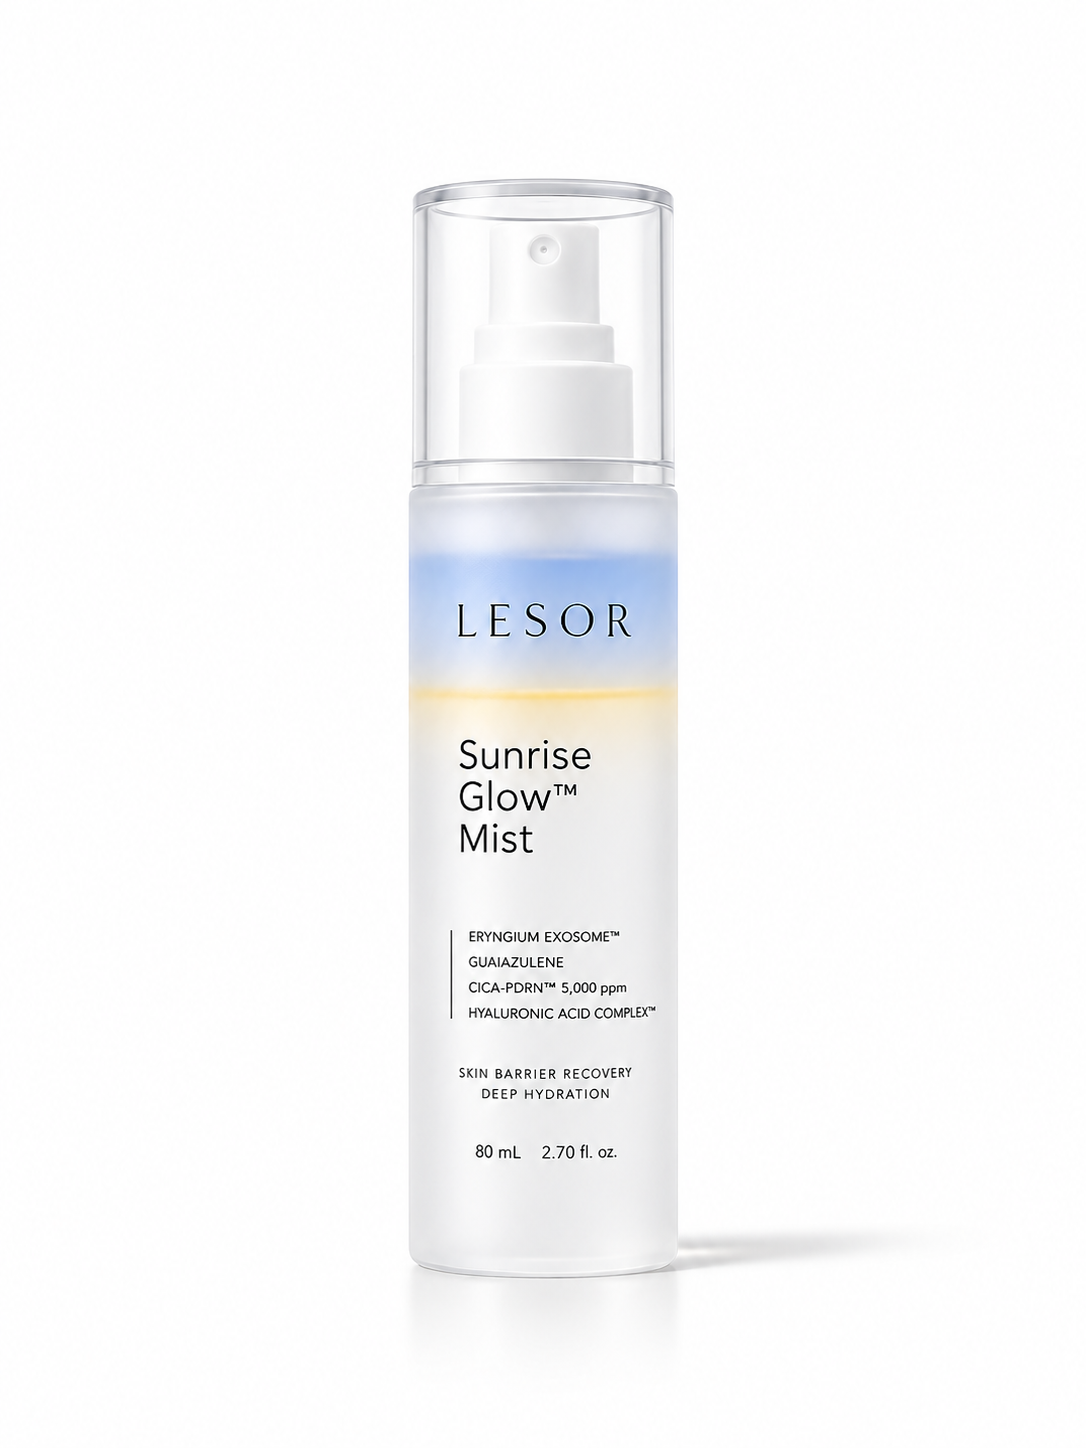 LESOR
Sunrise
Glow™
Mist
ERYNGIUM EXOSOME™
GUAIAZULENE
CICA-PDRN™ 5,000 ppm
HYALURONIC ACID COMPLEX™
SKIN BARRIER RECOVERY
DEEP HYDRATION
80 mL 2.70 fl. oz.